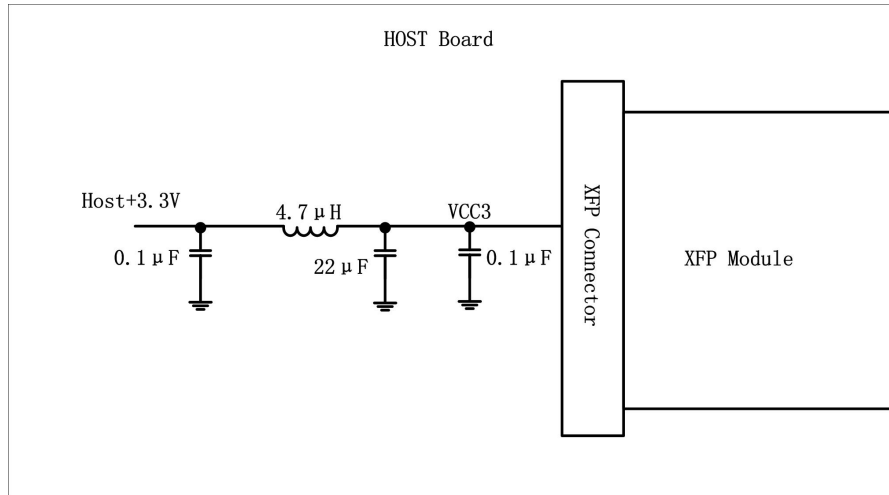 HOST Board
Host+3.3V
4.7μH
VCC3
0.1μF
22μF
0.1μF
XFP Connector
XFP Module